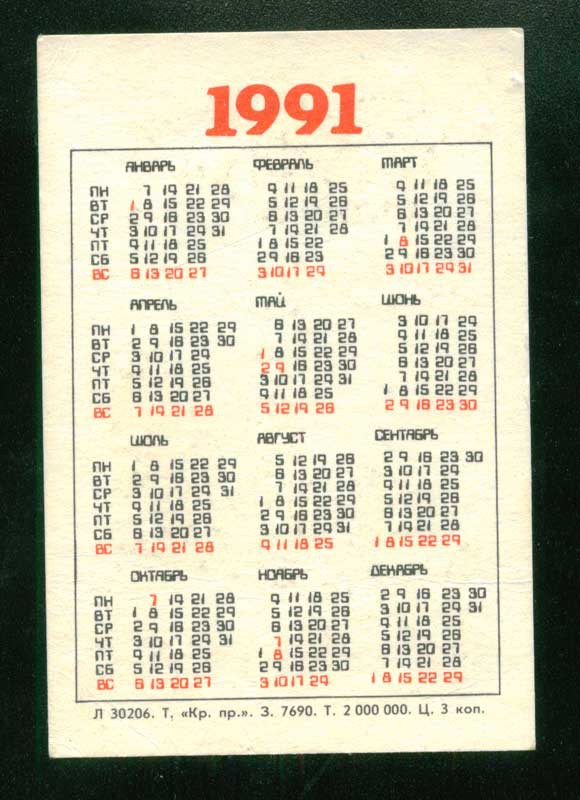 1991
ЯНВАРЬ ФЕВРАЛЬ МАРТ
ПН 7 14 21 28 4 11 18 25 4 11 18 25
ВТ 1 8 15 22 29 5 12 19 26 5 12 19 26
СР 2 9 16 23 30 6 13 20 27 6 13 20 27
ЧТ 3 10 17 24 31 7 14 21 28 7 14 21 28
ПТ 4 11 18 25 1 8 15 22 1 8 15 22 29
СБ 5 12 19 26 2 9 16 23 2 9 16 23 30
ВС 6 13 20 27 3 10 17 24 3 10 17 24 31
АПРЕЛЬ МАЙ ИЮНЬ
ПН 1 8 15 22 29 6 13 20 27 3 10 17 24
ВТ 2 9 16 23 30 7 14 21 28 4 11 18 25
СР 3 10 17 24 1 8 15 22 29 5 12 19 26
ЧТ 4 11 18 25 2 9 16 23 30 6 13 20 27
ПТ 5 12 19 26 3 10 17 24 31 7 14 21 28
СБ 6 13 20 27 4 11 18 25 1 8 15 22 29
ВС 7 14 21 28 5 12 19 26 2 9 16 23 30
ИЮЛЬ АВГУСТ СЕНТАБРЬ
ПН 1 8 15 22 29 5 12 19 26 2 9 16 23 30
ВТ 2 9 16 23 30 6 13 20 27 3 10 17 24
СР 3 10 17 24 31 7 14 21 28 4 11 18 25
ЧТ 4 11 18 25 1 8 15 22 29 5 12 19 26
ПТ 5 12 19 26 2 9 16 23 30 6 13 20 27
СБ 6 13 20 27 3 10 17 24 31 7 14 21 28
ВС 7 14 21 28 4 11 18 25 1 8 15 22 29
ОКТЯБРЬ НОЯБРЬ ДЕКАБРЬ
ПН 7 14 21 28 4 11 18 25 2 9 16 23 30
ВТ 1 8 15 22 29 5 12 19 26 3 10 17 24 31
СР 2 9 16 23 30 6 13 20 27 4 11 18 25
ЧТ 3 10 17 24 31 7 14 21 28 5 12 19 26
ПТ 4 11 18 25 1 8 15 22 29 6 13 20 27
СБ 5 12 19 26 2 9 16 23 30 7 14 21 28
ВС 6 13 20 27 3 10 17 24 1 8 15 22 29
Л 30206. Т. «Кр. пр.». З. 7690. Т. 2 000 000. Ц. 3 коп.